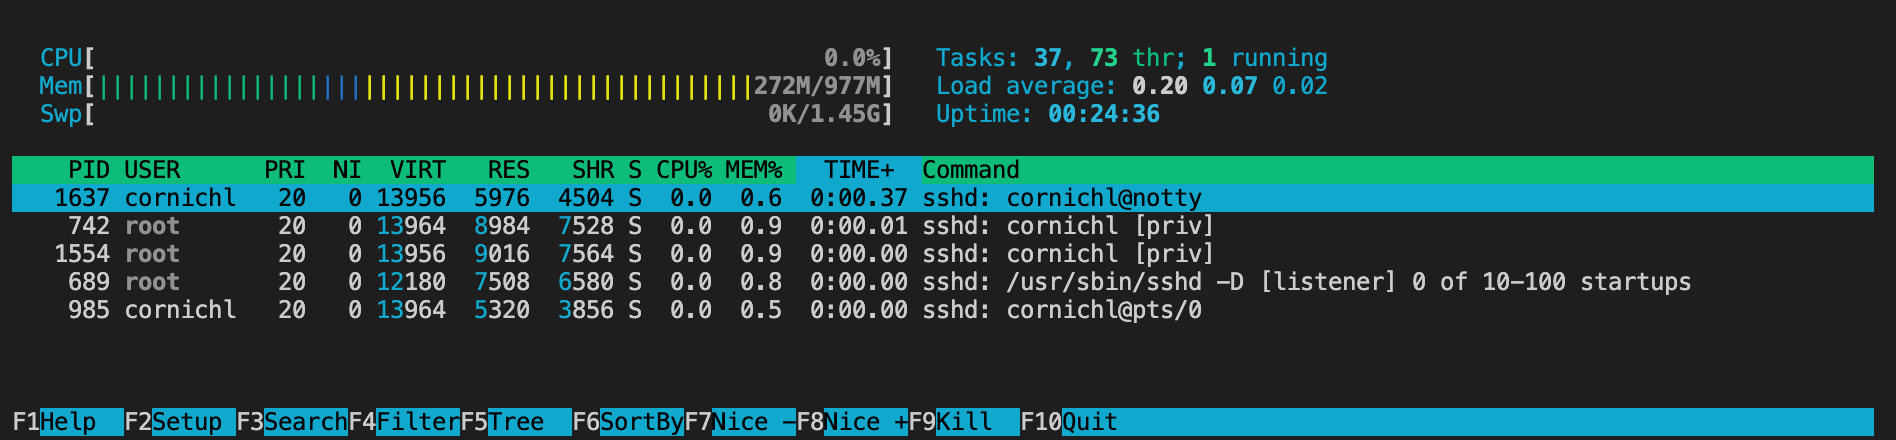 CPU[ 0.0%] Tasks: 37, 73 thr; 1 running
Mem[||||||||||||||||||||||||||||||||||||||||||||||||272M/977M] Load average: 0.20 0.07 0.02
Swp[ 0K/1.45G] Uptime: 00:24:36
PID USER PRI NI VIRT RES SHR S CPU% MEM% TIME+ Command
1637 cornichl 20 0 13956 5976 4504 S 0.0 0.6 0:00.37 sshd: cornichl@notty
742 root 20 0 13964 8984 7528 S 0.0 0.9 0:00.01 sshd: cornichl [priv]
1554 root 20 0 13956 9016 7564 S 0.0 0.9 0:00.00 sshd: cornichl [priv]
689 root 20 0 12180 7508 6580 S 0.0 0.8 0:00.00 sshd: /usr/sbin/sshd -D [listener] 0 of 10-100 startups
985 cornichl 20 0 13964 5320 3856 S 0.0 0.5 0:00.00 sshd: cornichl@pts/0
F1Help F2Setup F3SearchF4FilterF5Tree F6SortByF7Nice -F8Nice +F9Kill F10Quit